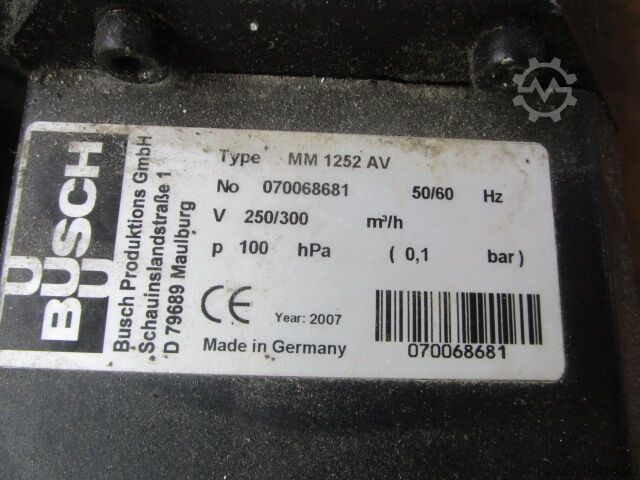 Type MM 1252 AV
No 070068681 50/60 Hz
V 250/300 m³/h
p 100 hPa ( 0,1 bar)
CE Year: 2007
Made in Germany
070068681
BUSCH
Busch Produktions GmbH
Schauinslandstraße 1
D 79689 Maulburg